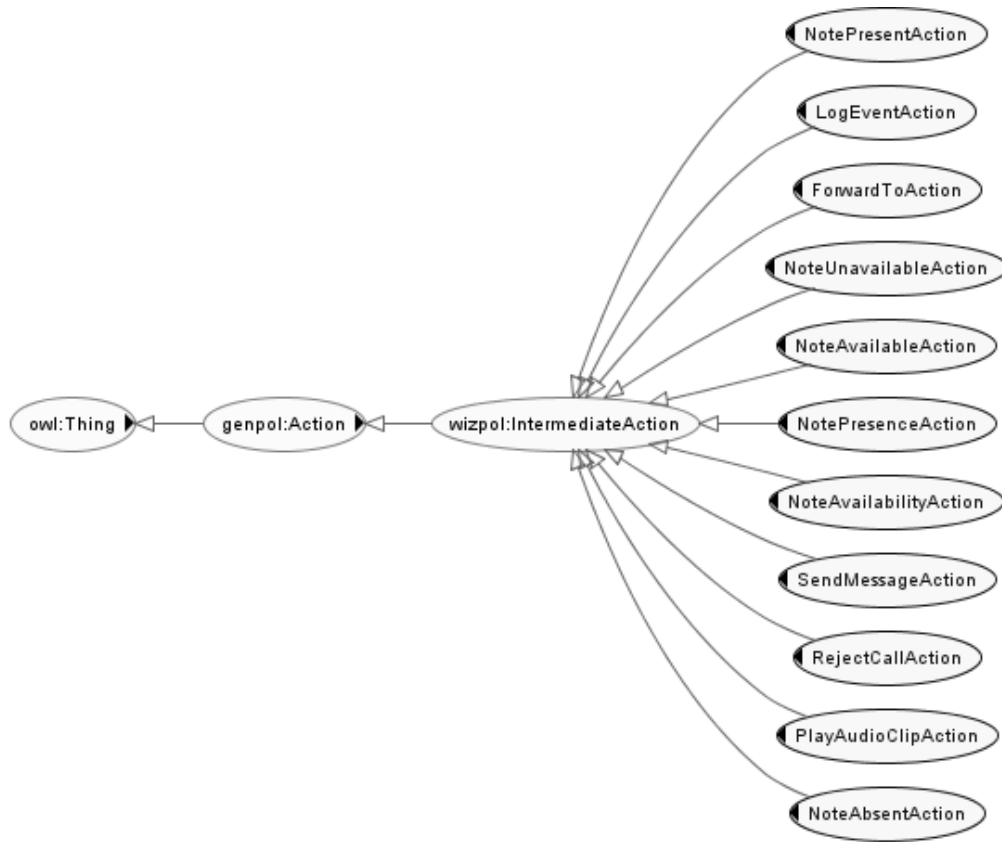 NotePresentAction
LogEventAction
ForwardToAction
NoteUnavailableAction
NoteAvailableAction
owl:Thing
genpol:Action
wizpol:IntermediateAction
NotePresenceAction
NoteAvailabilityAction
SendMessageAction
RejectCallAction
PlayAudioClipAction
NoteAbsentAction